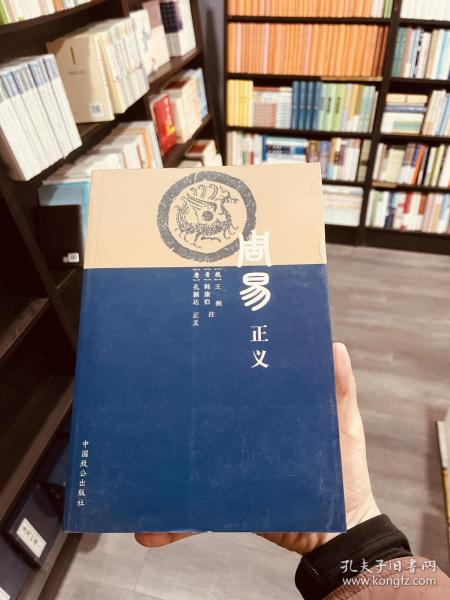 周易
正义
[魏]王弼
[晋]韩康伯 注
[唐]孔颖达 正义
中国致公出版社
孔夫子旧书网
www.kongfz.com